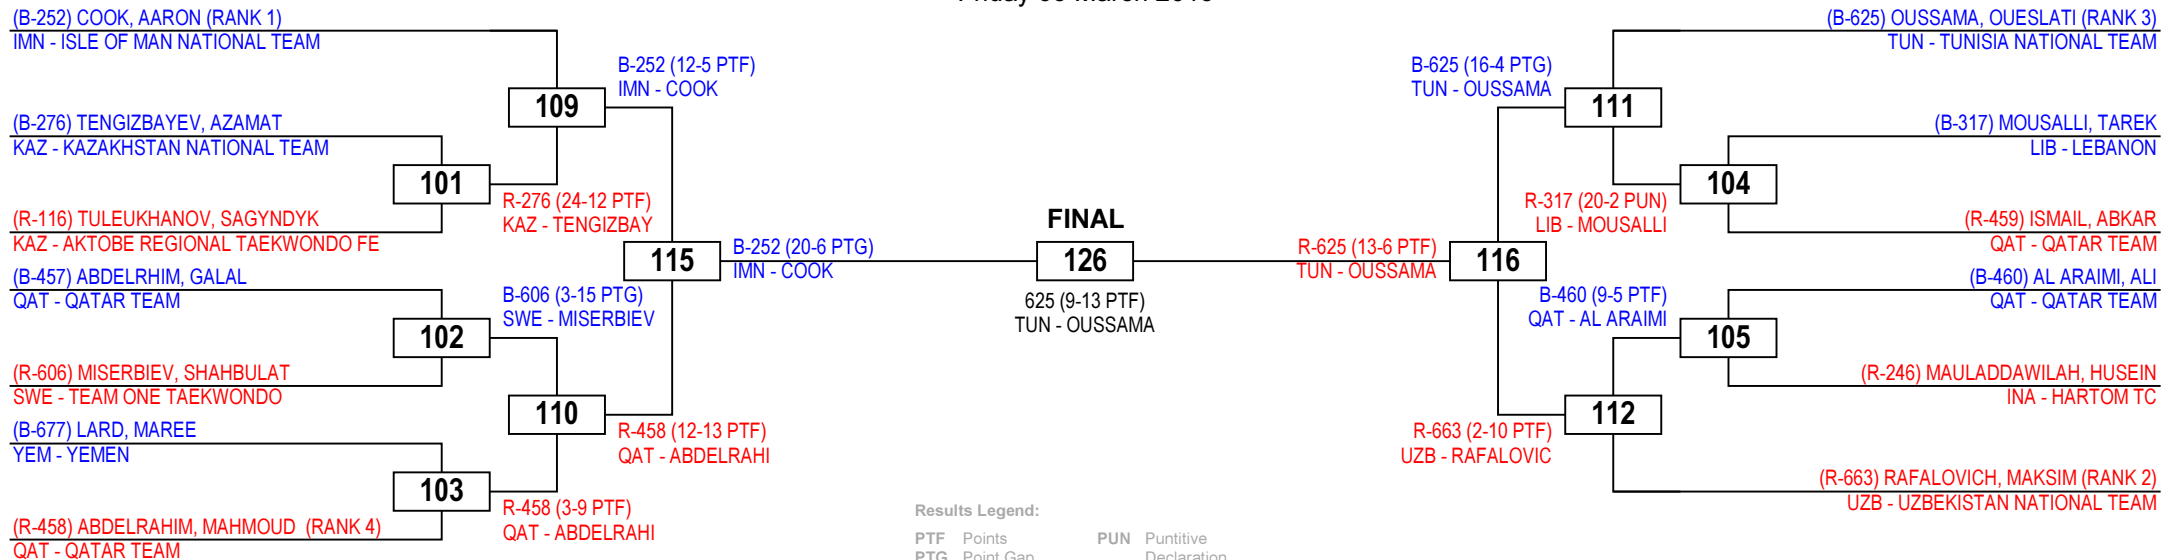 (B-252) COOK, AARON (RANK 1)
IMN - ISLE OF MAN NATIONAL TEAM
(B-276) TENGIZBAYEV, AZAMAT
KAZ - KAZAKHSTAN NATIONAL TEAM
(R-116) TULEUKHANOV, SAGYNDYK
KAZ - AKTOBE REGIONAL TAEKWONDO FE
(B-457) ABDELRHIM, GALAL
QAT - QATAR TEAM
(R-606) MISERBIEV, SHAHBULAT
SWE - TEAM ONE TAEKWONDO
(B-677) LARD, MAREE
YEM - YEMEN
(R-458) ABDELRAHIM, MAHMOUD (RANK 4)
QAT - QATAR TEAM
101
102
103
R-276 (24-12 PTF)
KAZ - TENGIZBAY
B-606 (3-15 PTG)
SWE - MISERBIEV
R-458 (3-9 PTF)
QAT - ABDELRAHI
109
110
B-252 (12-5 PTF)
IMN - COOK
R-458 (12-13 PTF)
QAT - ABDELRAHI
115
B-252 (20-6 PTG)
IMN - COOK
FINAL
126
625 (9-13 PTF)
TUN - OUSSAMA
R-625 (13-6 PTF)
TUN - OUSSAMA
116
B-625 (16-4 PTG)
TUN - OUSSAMA
R-663 (2-10 PTF)
UZB - RAFALOVIC
111
112
R-317 (20-2 PUN)
LIB - MOUSALLI
B-460 (9-5 PTF)
QAT - AL ARAIMI
104
105
(B-625) OUSSAMA, OUESLATI (RANK 3)
TUN - TUNISIA NATIONAL TEAM
(B-317) MOUSALLI, TAREK
LIB - LEBANON
(R-459) ISMAIL, ABKAR
QAT - QATAR TEAM
(B-460) AL ARAIMI, ALI
QAT - QATAR TEAM
(R-246) MAULADDAWILAH, HUSEIN
INA - HARTOM TC
(R-663) RAFALOVICH, MAKSIM (RANK 2)
UZB - UZBEKISTAN NATIONAL TEAM
Results Legend:
PTF Points
PTG Point Gap
PUN Puntitive
Declaration